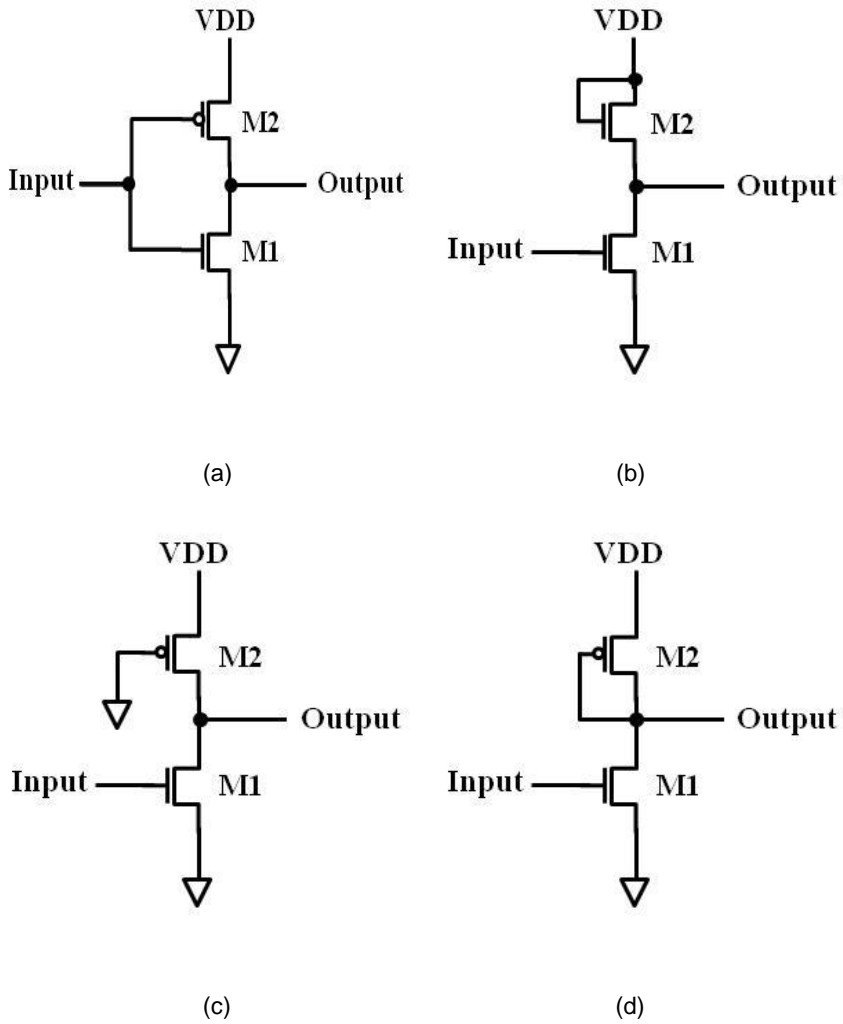 VDD
M2
Input
Output
M1
(a)
VDD
M2
Output
Input
M1
(b)
VDD
M2
Output
Input
M1
(c)
VDD
M2
Output
Input
M1
(d)